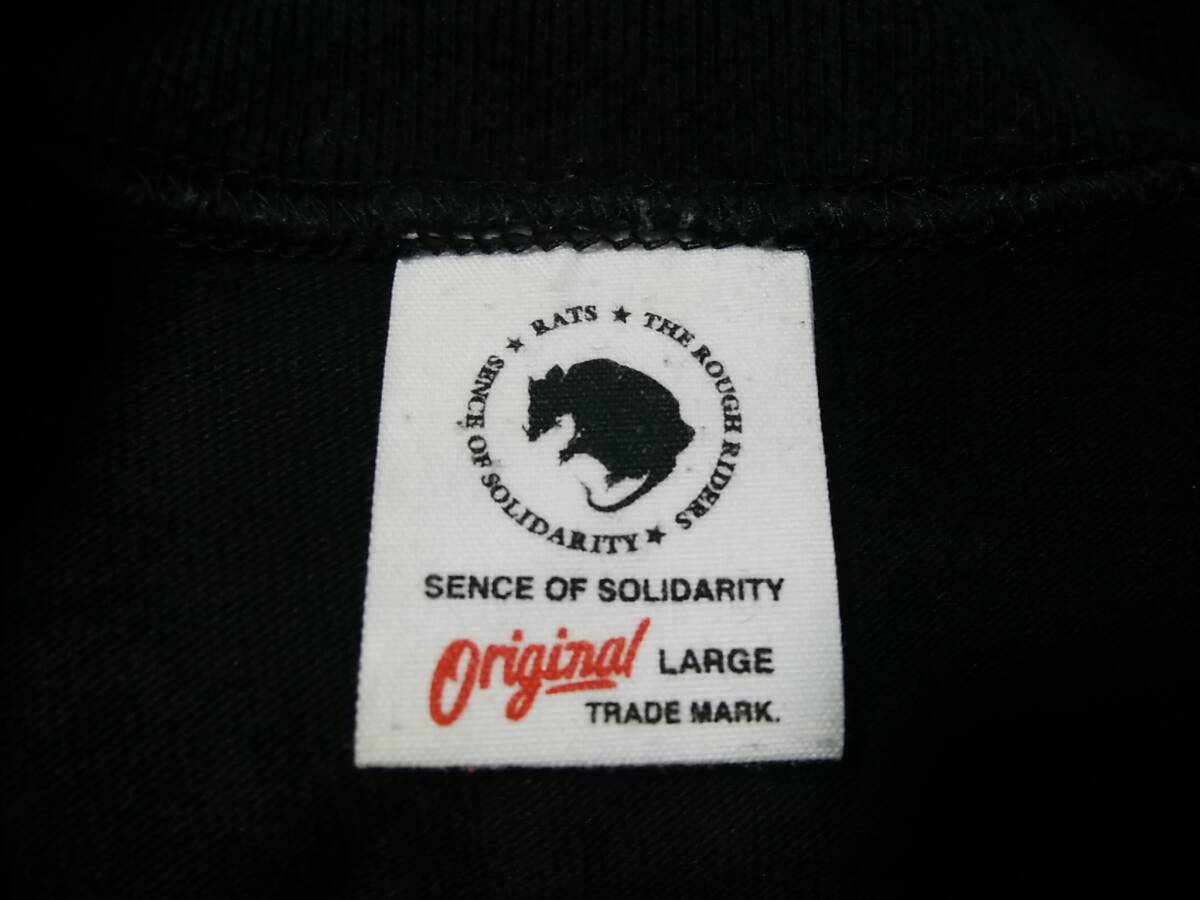 RATS ★ THE ROUGH RIDERS ★ SENCE OF SOLIDARITY ★
SENCE OF SOLIDARITY
Original LARGE
TRADE MARK.